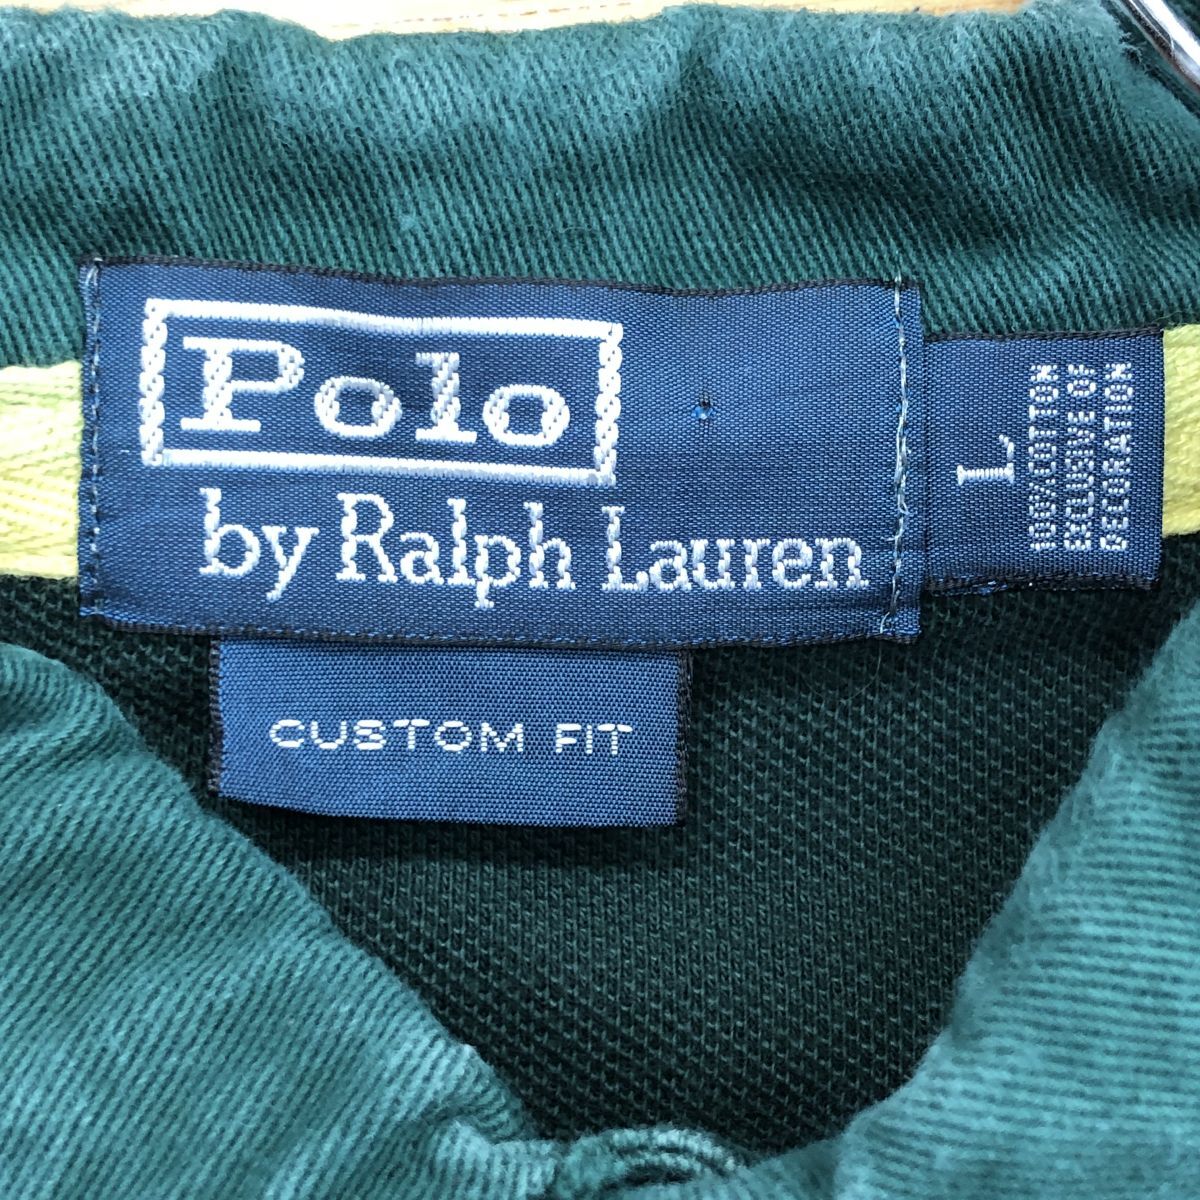 Polo
by Ralph Lauren
L
100% COTTON
EXCLUSIVE OF
DECORATION
CUSTOM FIT